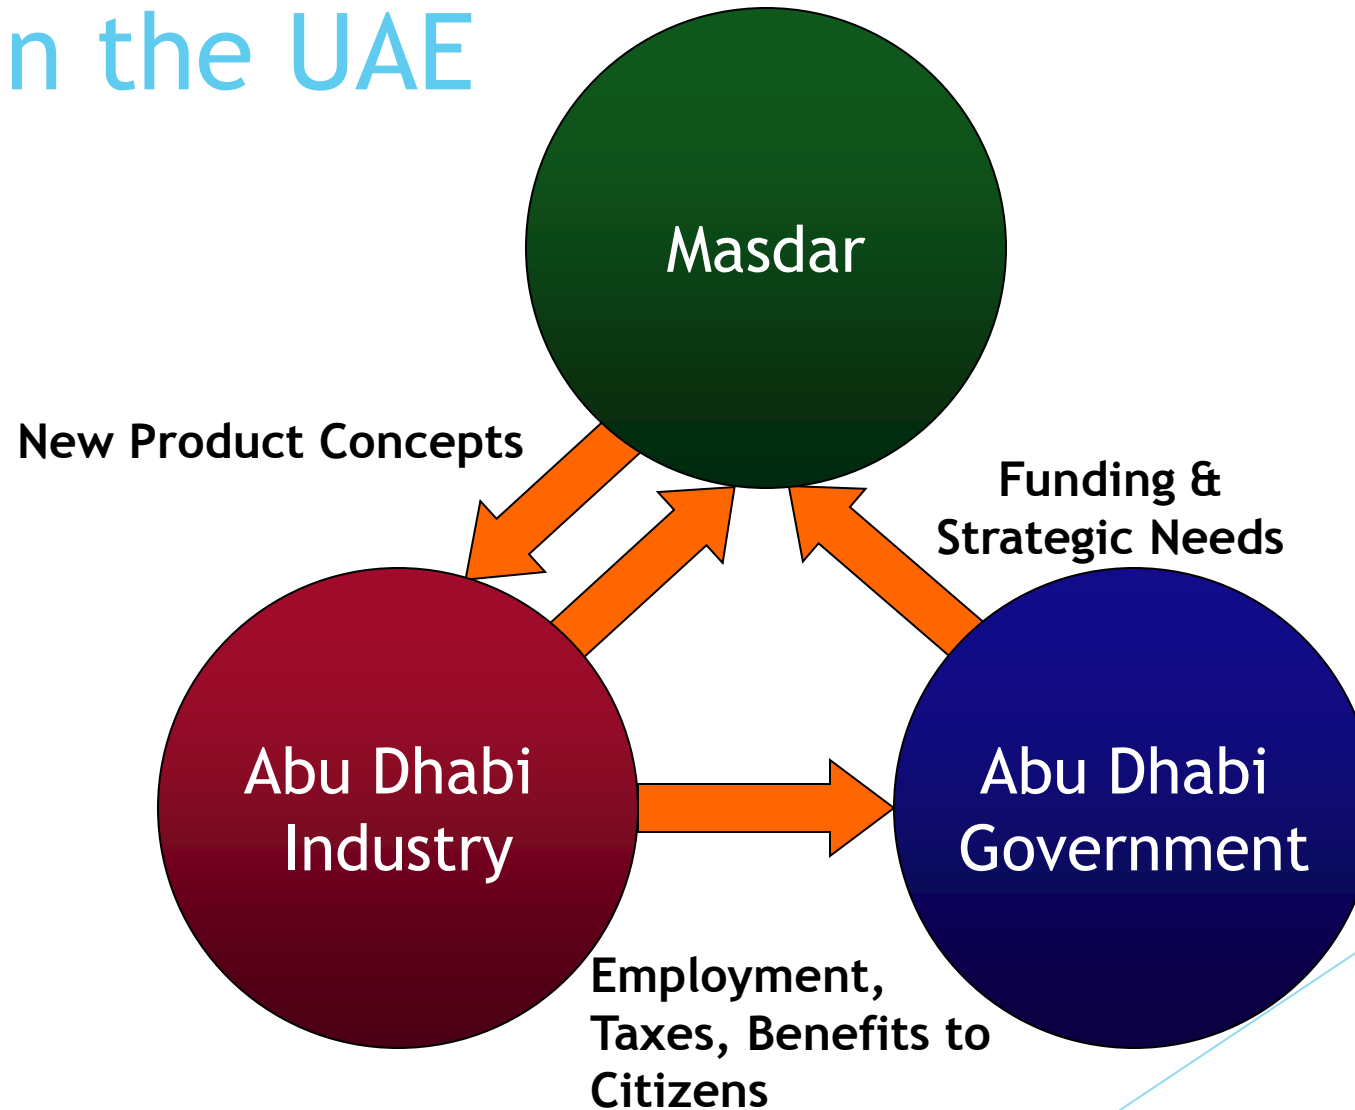 n the UAE
Masdar
New Product Concepts
Funding &
Strategic Needs
Abu Dhabi
Industry
Abu Dhabi
Government
Employment,
Taxes, Benefits to
Citizens